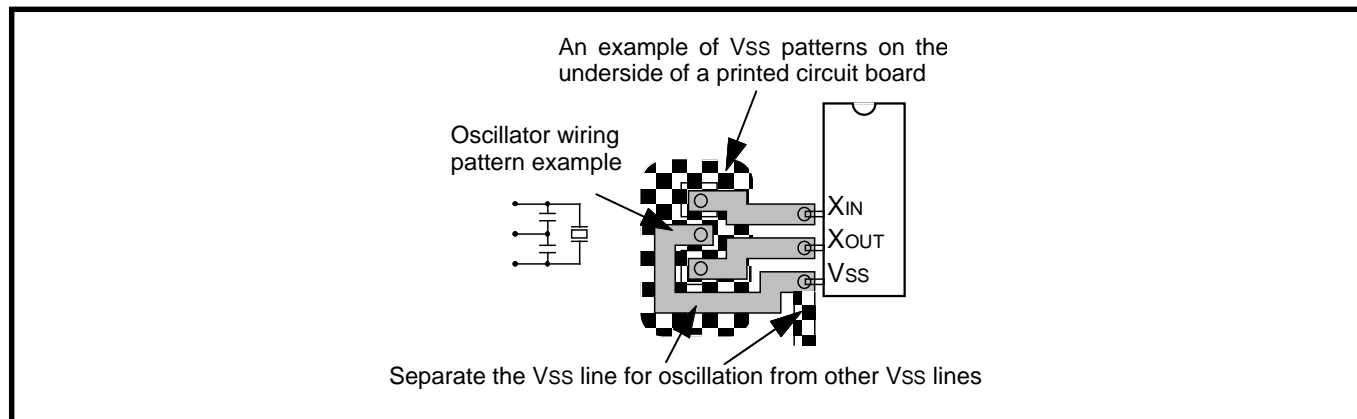 An example of VSS patterns on the
underside of a printed circuit board
Oscillator wiring
pattern example
XIN
XOUT
VSS
Separate the VSS line for oscillation from other VSS lines